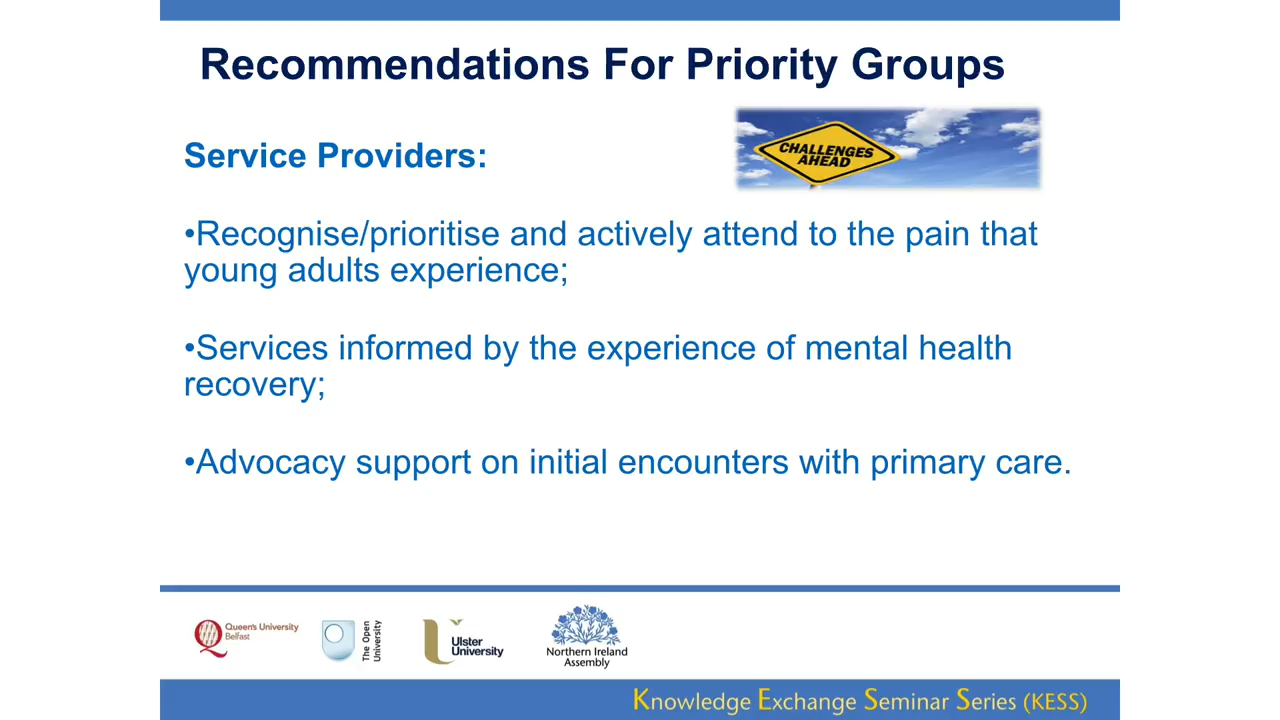 Recommendations For Priority Groups
CHALLENGES
AHEAD
Service Providers:
•Recognise/prioritise and actively attend to the pain that
young adults experience;
•Services informed by the experience of mental health
recovery;
•Advocacy support on initial encounters with primary care.
Queen's University
Belfast
The Open
University
Ulster
University
Northern Ireland
Assembly
Knowledge Exchange Seminar Series (KESS)